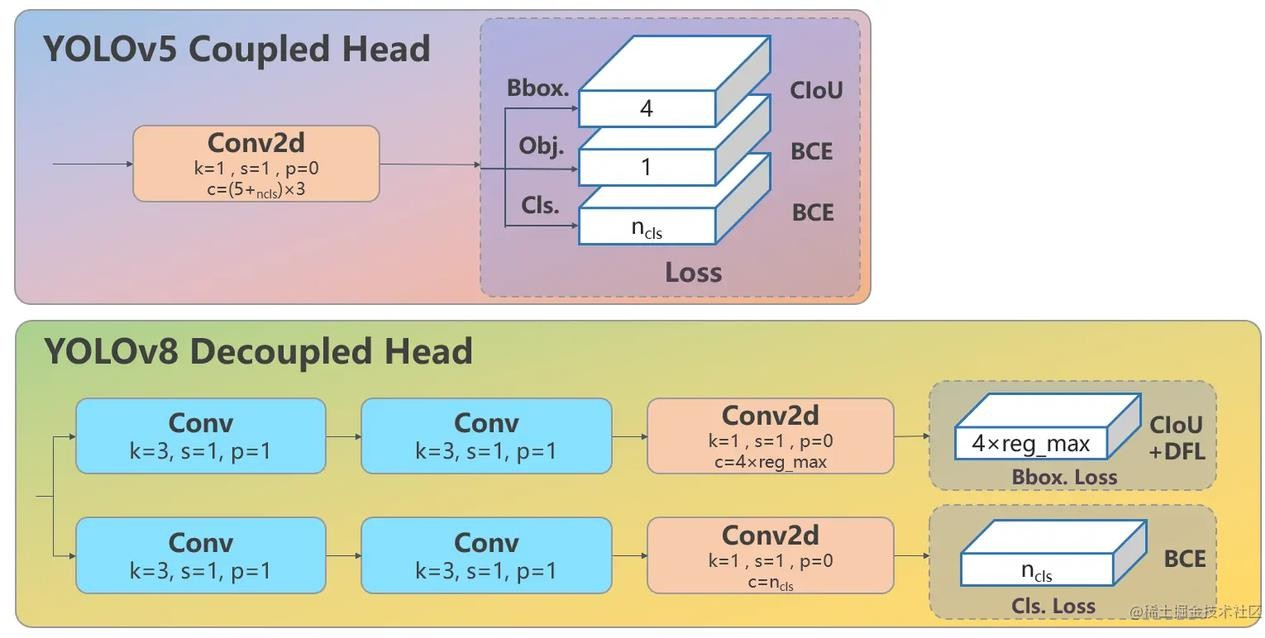 YOLOv5 Coupled Head
Conv2d
k=1 , s=1 , p=0
c=(5+ncls)×3
Bbox.
4
CIoU
Obj.
1
BCE
Cls.
ncls
BCE
Loss
YOLOv8 Decoupled Head
Conv
k=3, s=1, p=1
Conv
k=3, s=1, p=1
Conv2d
k=1 , s=1 , p=0
c=4×reg_max
4×reg_max
CIoU
+DFL
Bbox. Loss
Conv
k=3, s=1, p=1
Conv
k=3, s=1, p=1
Conv2d
k=1 , s=1 , p=0
c=ncls
ncls
BCE
Cls. Loss
@稀土掘金技术社区